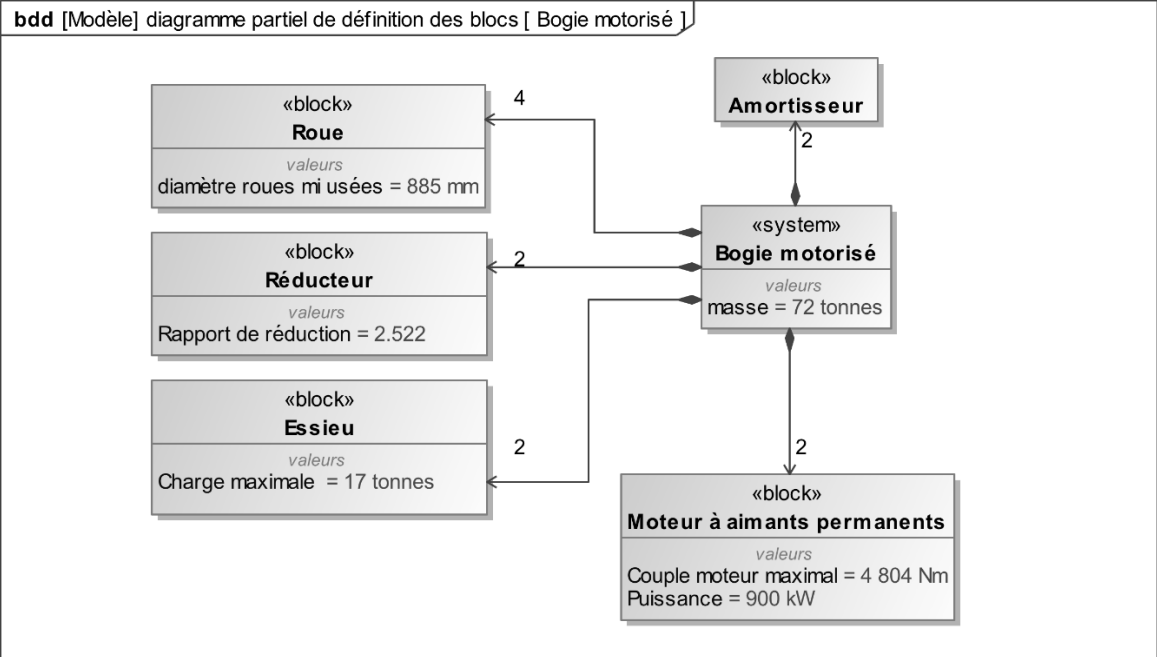 bdd [Modèle] diagramme partiel de définition des blocs [ Bogie motorisé ]
«block»
Roue
valeurs
diamètre roues mi usées = 885 mm
4
«block»
Amortisseur
2
«block»
Réducteur
valeurs
Rapport de réduction = 2.522
2
«system»
Bogie motorisé
valeurs
masse = 72 tonnes
«block»
Essieu
valeurs
Charge maximale = 17 tonnes
2
2
«block»
Moteur à aimants permanents
valeurs
Couple moteur maximal = 4 804 Nm
Puissance = 900 kW